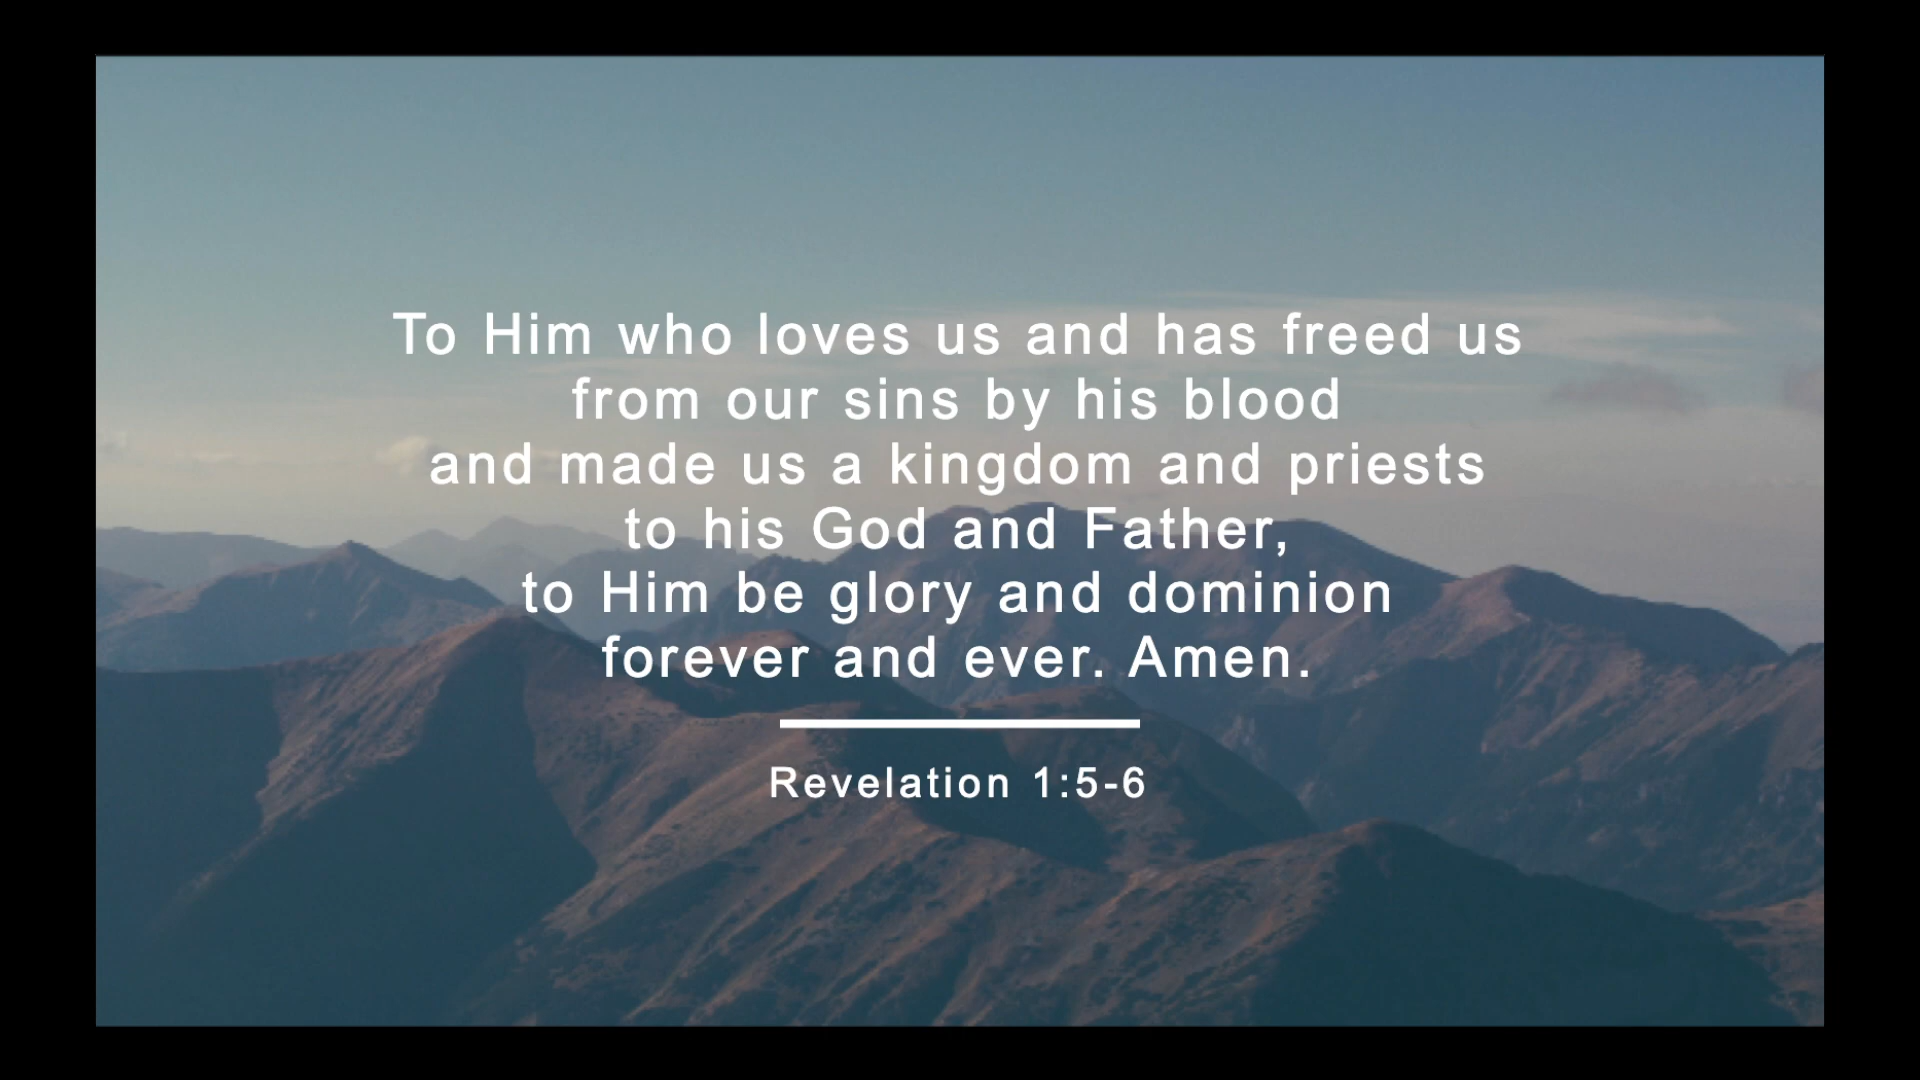 To Him who loves us and has freed us
from our sins by his blood
and made us a kingdom and priests
to his God and Father,
to Him be glory and dominion
forever and ever. Amen.
Revelation 1:5-6